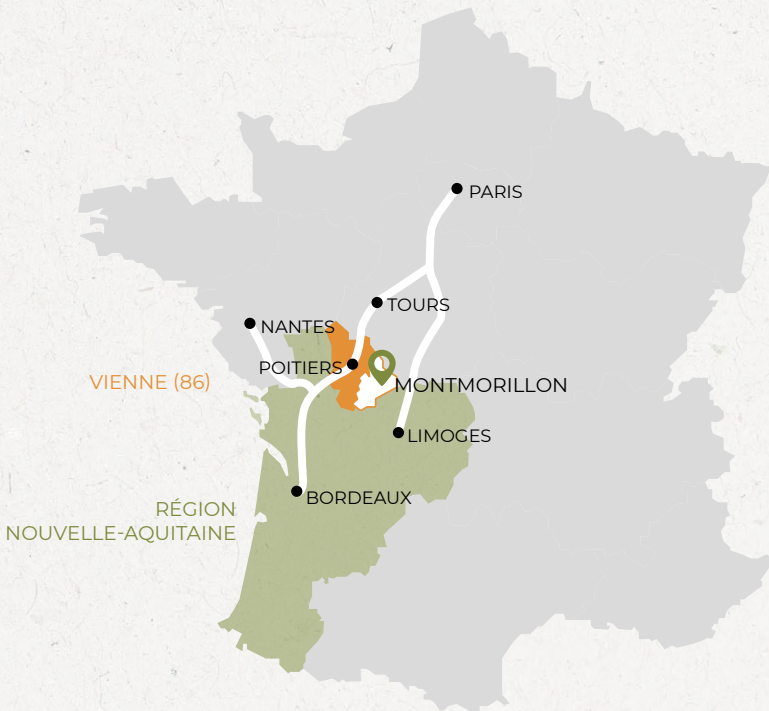 PARIS
TOURS
NANTES
POITIERS
VIENNE (86)
MONTMORILLON
LIMOGES
BORDEAUX
RÉGION
NOUVELLE-AQUITAINE